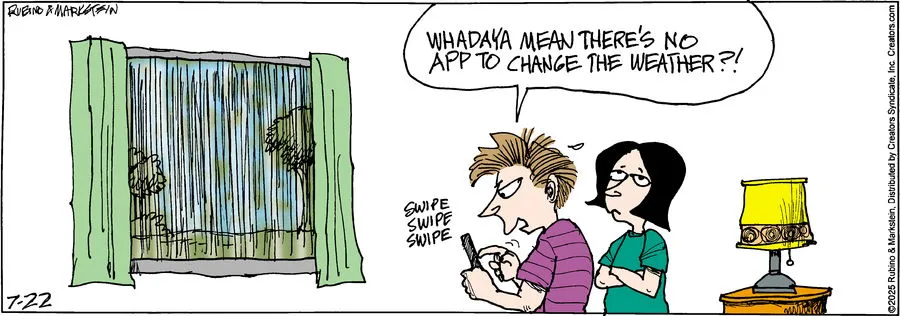 RUBINO & MARKSTEIN
WHADAYA MEAN THERE'S NO
APP TO CHANGE THE WEATHER?!
SWIPE
SWIPE
SWIPE
7-22
©2025 Rubino & Markstein, Distributed by Creators Syndicate, Inc. Creators.com